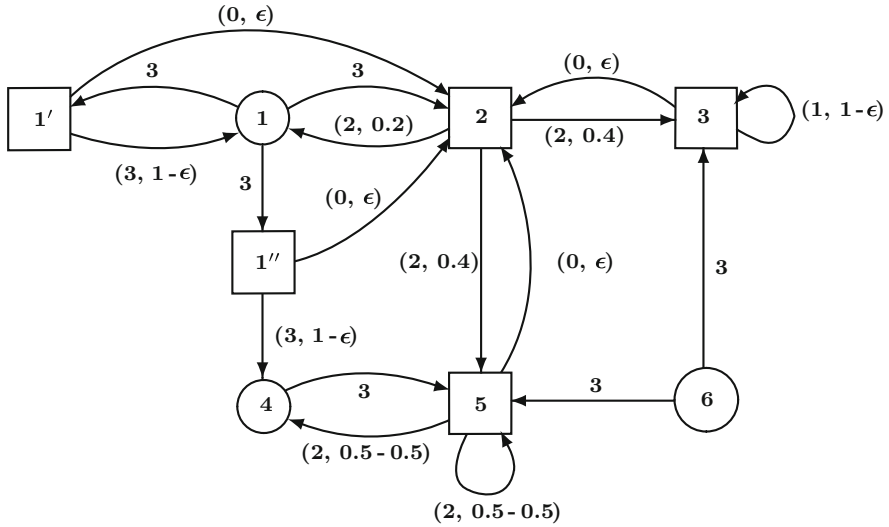 (0, ϵ)
3
3
(0, ϵ)
1′
1
2
3
(1, 1-ϵ)
(2, 0.2)
(2, 0.4)
(3, 1-ϵ)
3
(0, ϵ)
1′′
(2, 0.4)
(0, ϵ)
3
(3, 1-ϵ)
3
3
4
5
6
(2, 0.5-0.5)
(2, 0.5-0.5)